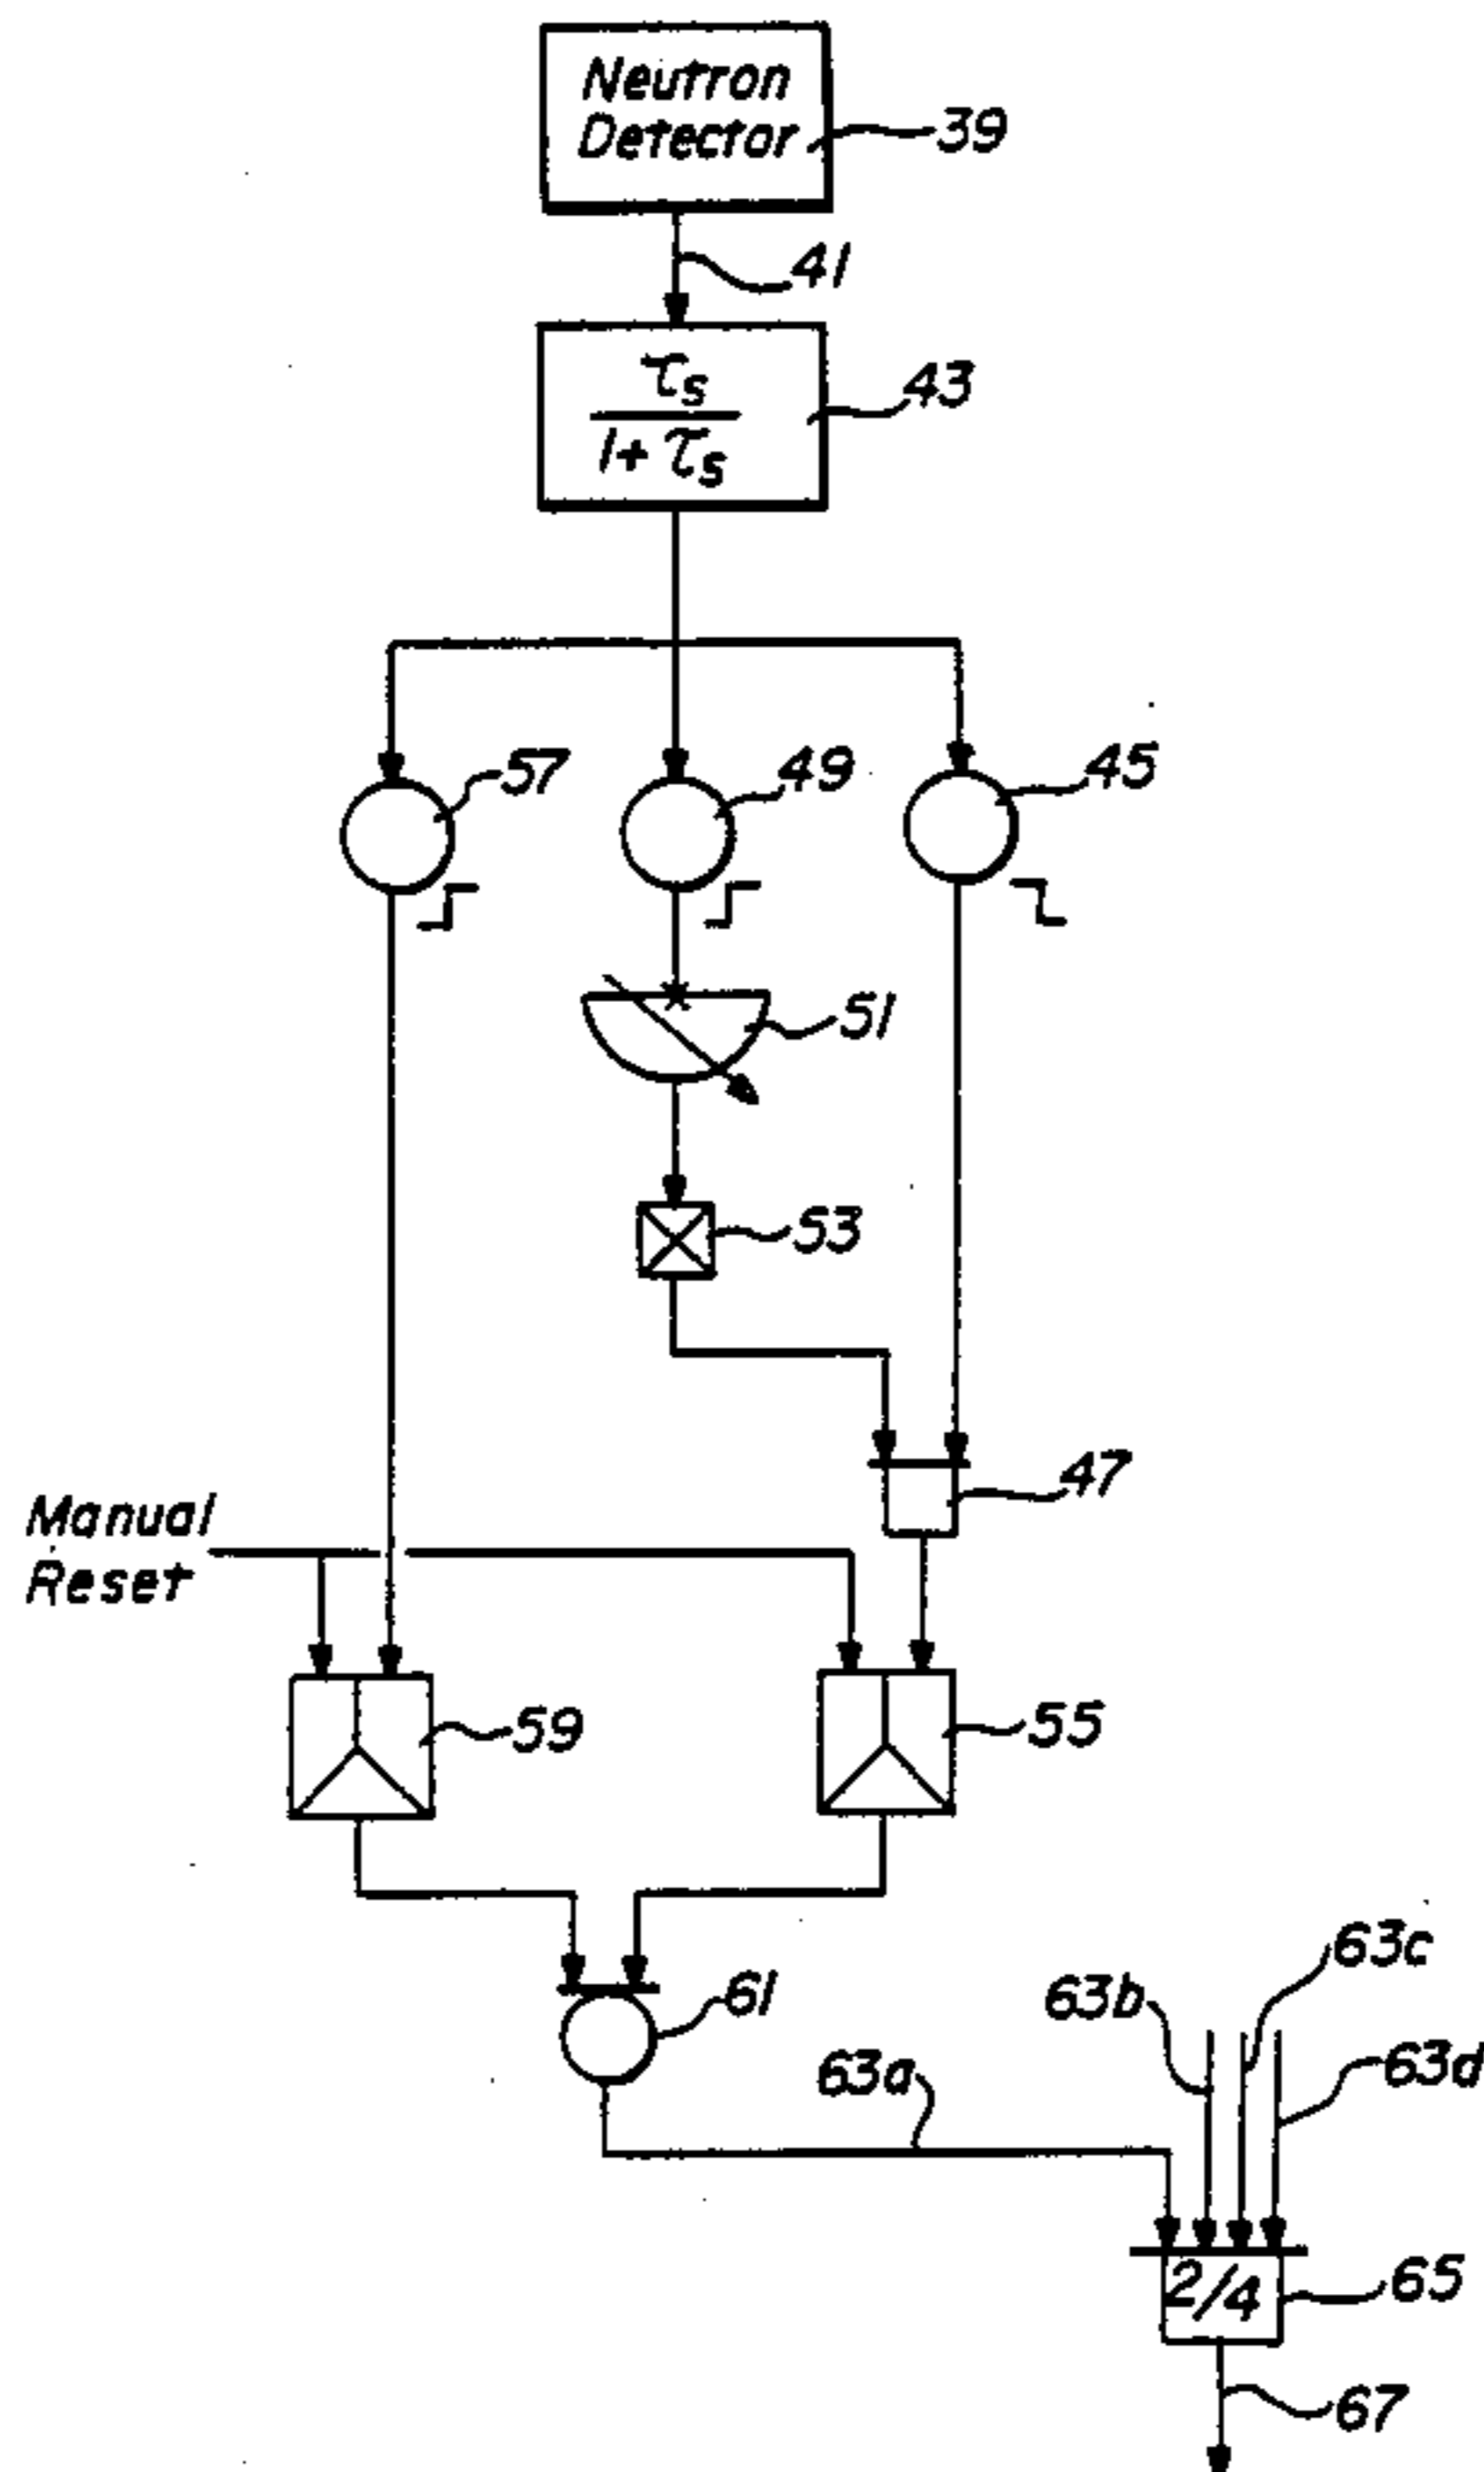 Neutron
Detector
39
41
τs
1+τs
43
57
49
45
51
53
47
Manual
Reset
59
55
61
63c
63b
63a
63d
2/4
65
67